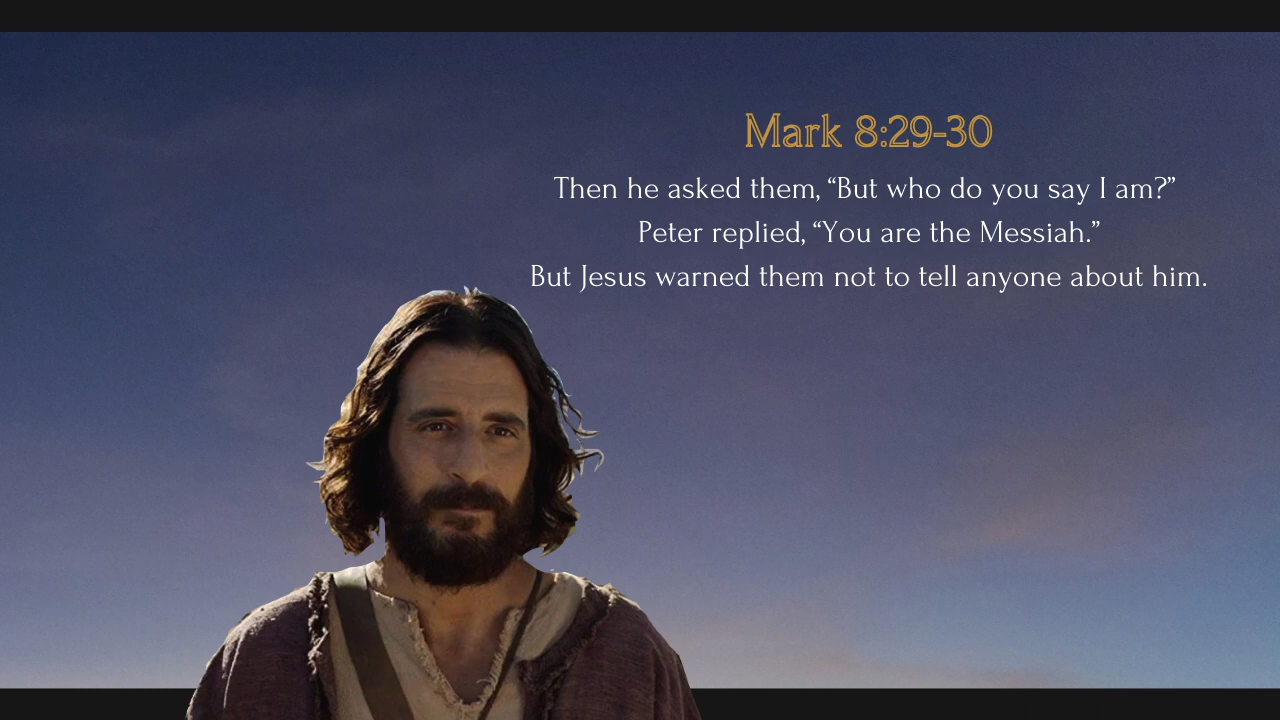 Mark 8:29-30
Then he asked them, “But who do you say I am?”
Peter replied, “You are the Messiah.”
But Jesus warned them not to tell anyone about him.